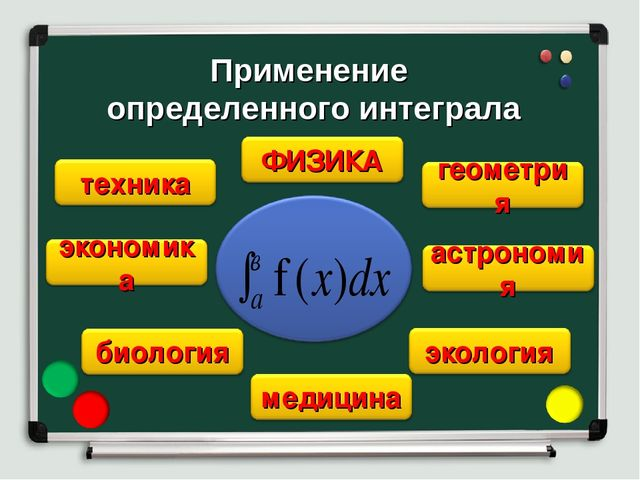 Применение
определенного интеграла
ФИЗИКА
техника
геометри
я
экономик
а
∫ₐᵇ f(x)dx
астрономи
я
биология
экология
медицина